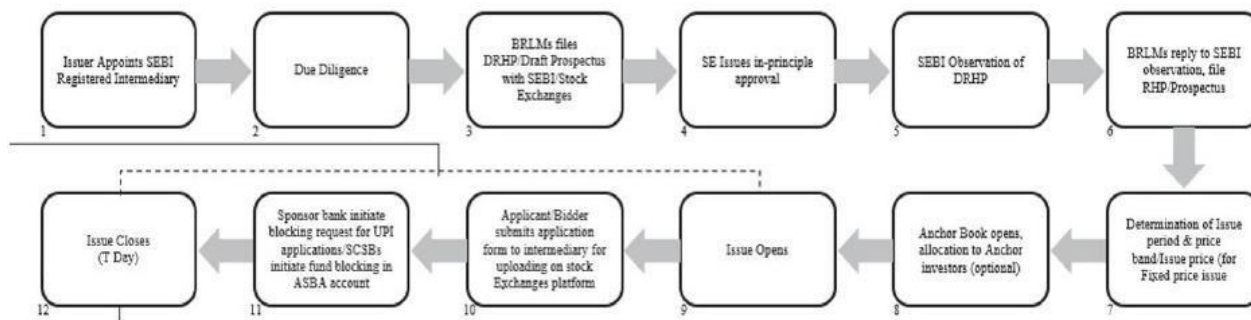 Issuer Appoints SEBI
Registered Intermediary
1
Due Diligence
2
BRLMs files
DRHP/Draft Prospectus
with SEBI/Stock
Exchanges
3
SE Issues in-principle
approval
4
SEBI Observation of
DRHP
5
BRLMs reply to SEBI
observation, file
RHP/Prospectus
6
Determination of Issue
period & price
band/Issue price (for
Fixed price issue
7
Anchor Book opens,
allocation to Anchor
investors (optional)
8
Issue Opens
9
Applicant/Bidder
submits application
form to intermediary for
uploading on stock
Exchanges platform
10
Sponsor bank initiate
blocking request for UPI
applications/SCSBs
initiate fund blocking in
ASBA account
11
Issue Closes
(T Day)
12